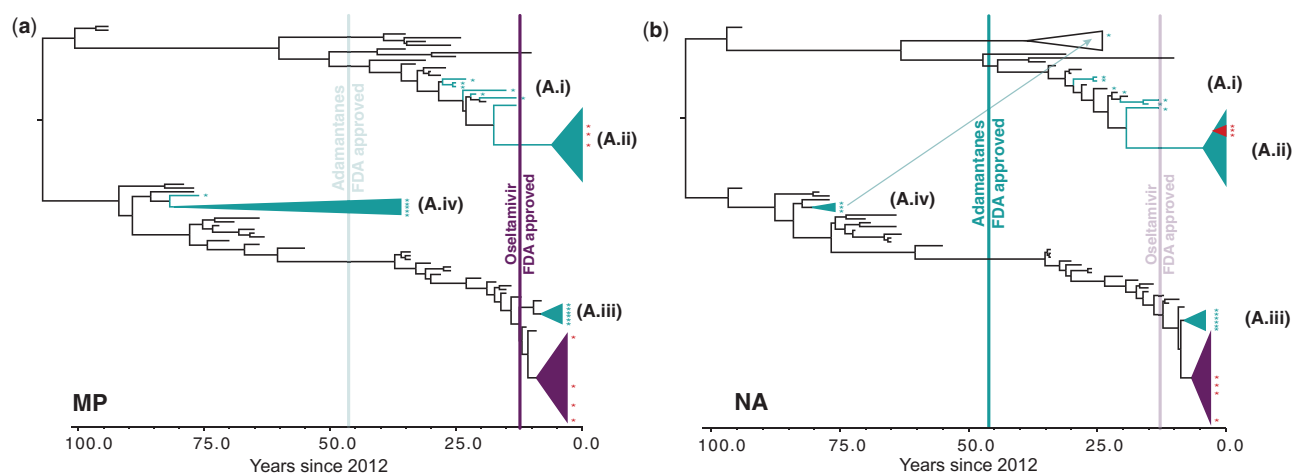 (a)
(A.i)
(A.ii)
(A.iii)
(A.iv)
Adamantanes
FDA approved
Oseltamivir
FDA approved
MP
100.0 75.0 50.0 25.0 0.0
Years since 2012
(b)
(A.i)
(A.ii)
(A.iii)
(A.iv)
Adamantanes
FDA approved
Oseltamivir
FDA approved
NA
100.0 75.0 50.0 25.0 0.0
Years since 2012